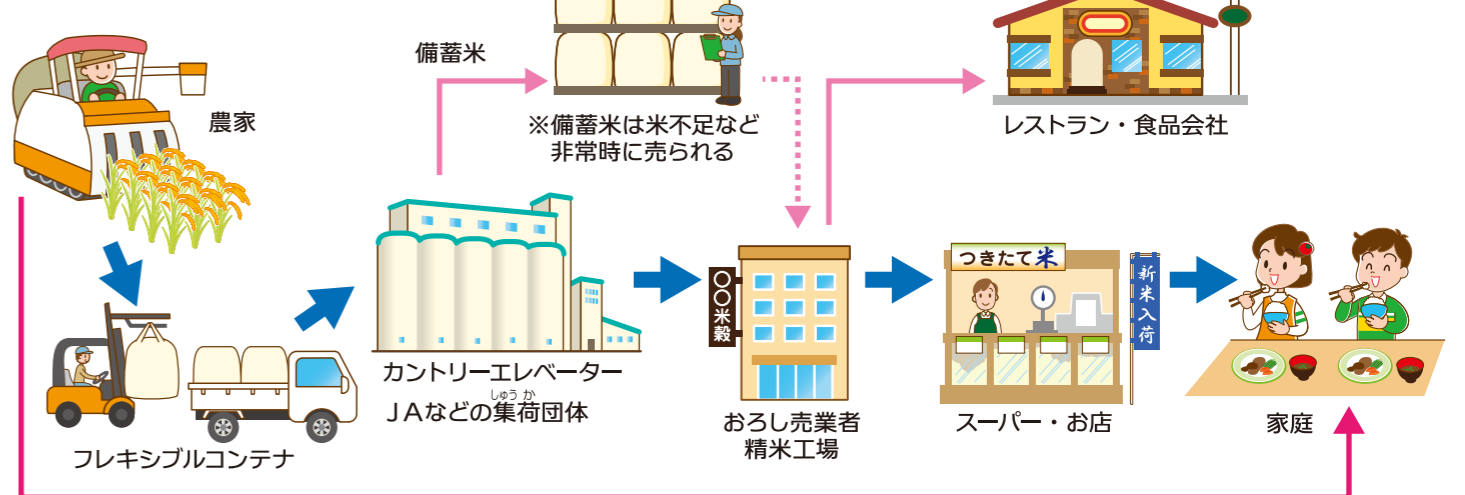 備蓄米
農家
※備蓄米は米不足など
非常時に売られる
レストラン・食品会社
つきたて米
新米入荷
〇〇米穀
カントリーエレベーター
しゅうか
JAなどの集荷団体
おろし売業者
精米工場
スーパー・お店
家庭
フレキシブルコンテナ